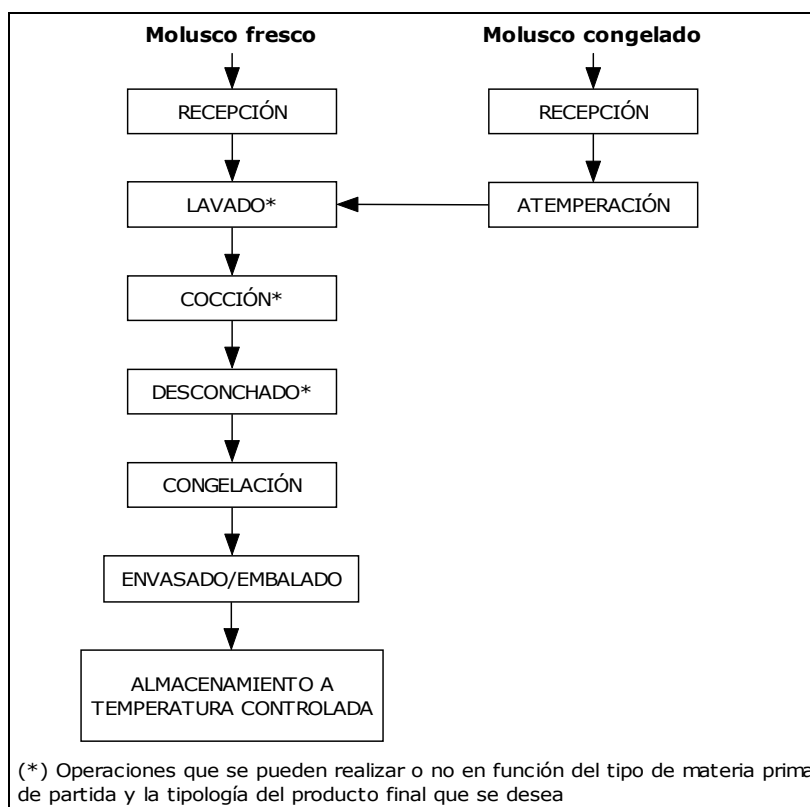 Molusco fresco
Molusco congelado
RECEPCIÓN
RECEPCIÓN
LAVADO*
ATEMPERACIÓN
COCCIÓN*
DESCONCHADO*
CONGELACIÓN
ENVASADO/EMBALADO
ALMACENAMIENTO A
TEMPERATURA CONTROLADA
(*) Operaciones que se pueden realizar o no en función del tipo de materia prima
de partida y la tipología del producto final que se desea